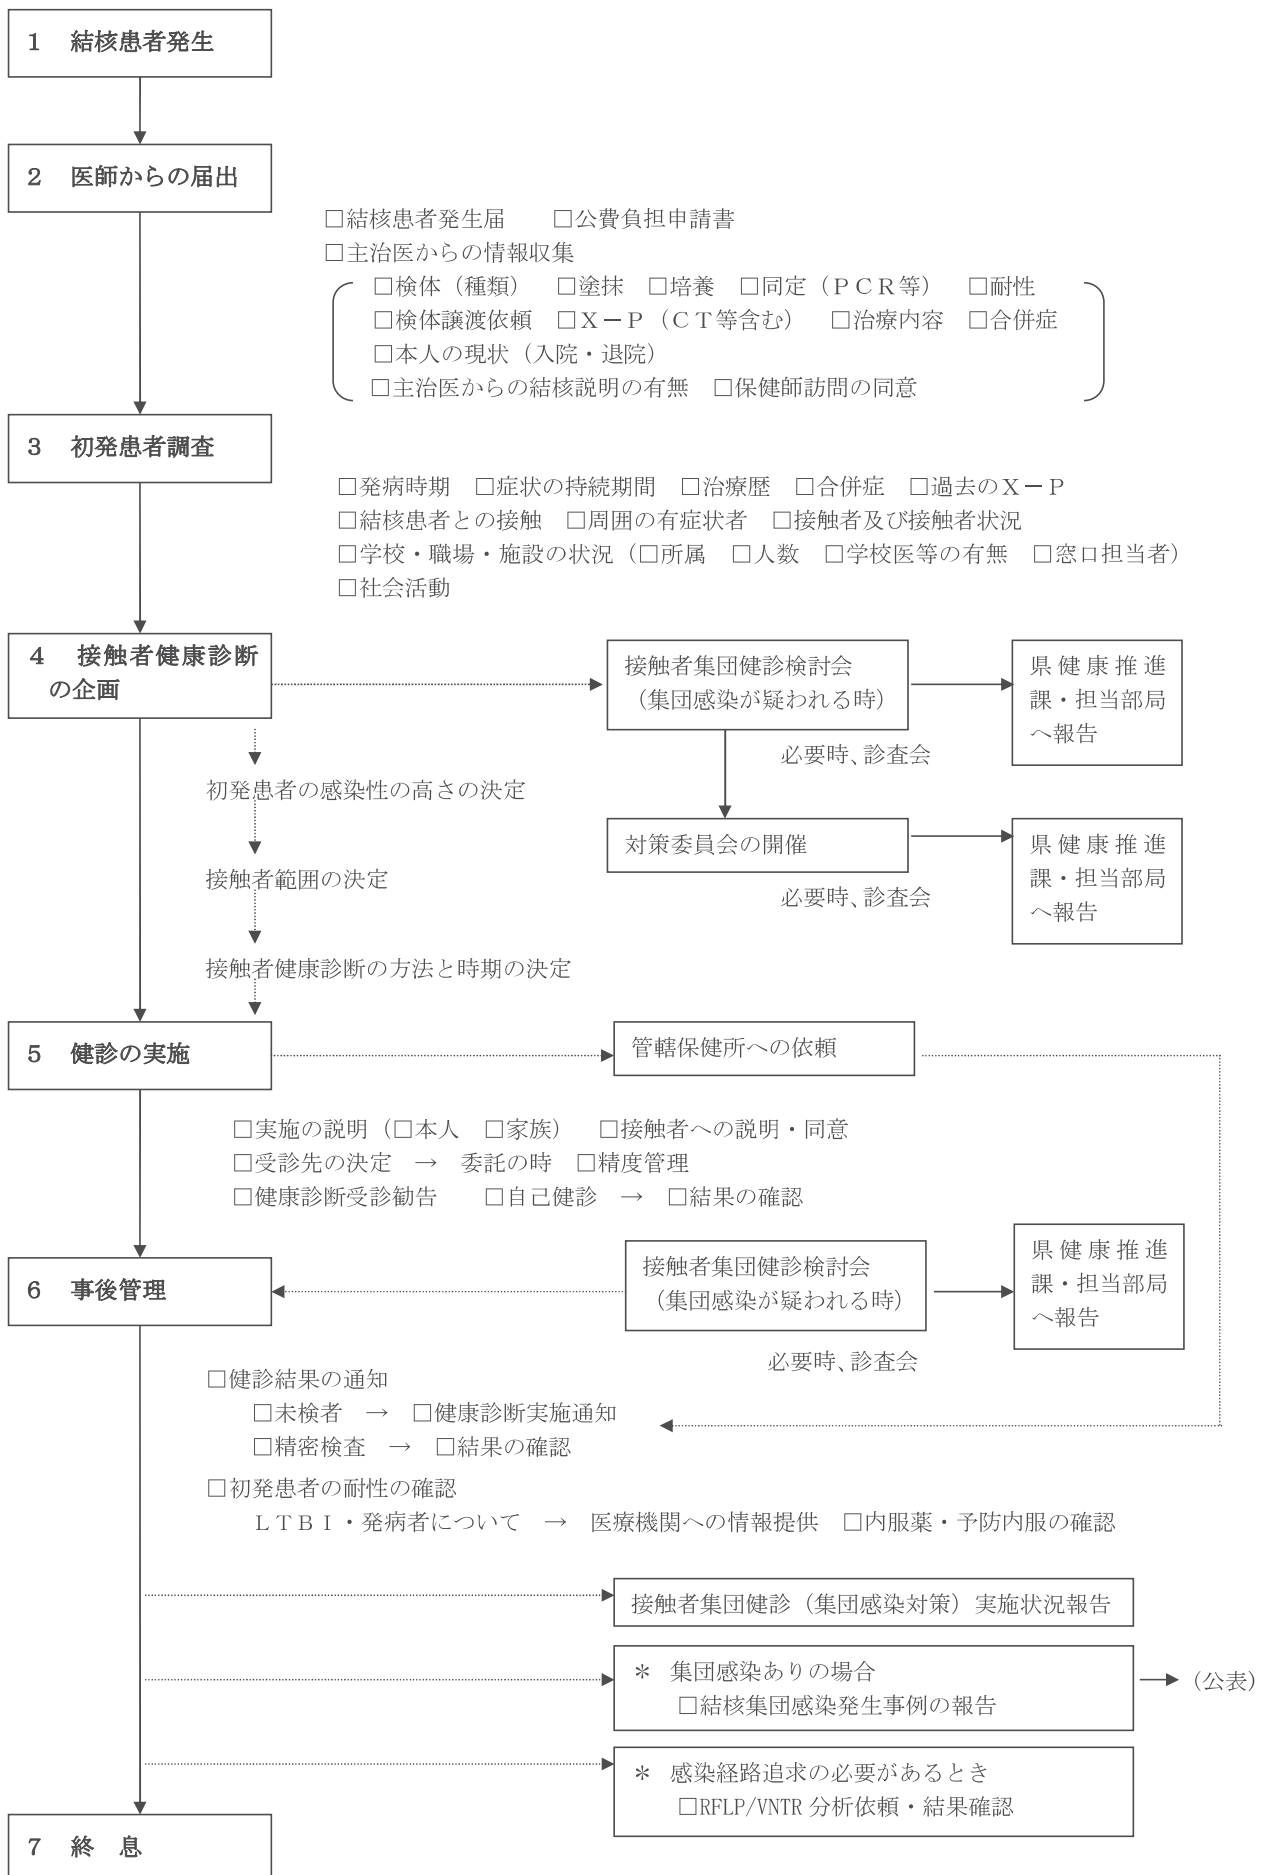 1　結核患者発生
2　医師からの届出
□結核患者発生届　　□公費負担申請書
□主治医からの情報収集
□検体（種類）　□塗抹　□培養　□同定（ＰＣＲ等）　□耐性
□検体譲渡依頼　□Ｘ－Ｐ（ＣＴ等含む）　□治療内容　□合併症
□本人の現状（入院・退院）
□主治医からの結核説明の有無　□保健師訪問の同意
3　初発患者調査
□発病時期　□症状の持続期間　□治療歴　□合併症　□過去のＸ－Ｐ
□結核患者との接触　□周囲の有症状者　□接触者及び接触者状況
□学校・職場・施設の状況（□所属　□人数　□学校医等の有無　□窓口担当者）
□社会活動
4　接触者健康診断
の企画
接触者集団健診検討会
（集団感染が疑われる時）
県健康推進
課・担当部局
へ報告
必要時、診査会
初発患者の感染性の高さの決定
対策委員会の開催
県健康推進
課・担当部局
へ報告
接触者範囲の決定
必要時、診査会
接触者健康診断の方法と時期の決定
5　健診の実施
管轄保健所への依頼
□実施の説明（□本人　□家族）　□接触者への説明・同意
□受診先の決定　→　委託の時　□精度管理
□健康診断受診勧告　　□自己健診　→　□結果の確認
6　事後管理
接触者集団健診検討会
（集団感染が疑われる時）
県健康推進
課・担当部局
へ報告
必要時、診査会
□健診結果の通知
□未検者　→　□健康診断実施通知
□精密検査　→　□結果の確認
□初発患者の耐性の確認
ＬＴＢＩ・発病者について　→　医療機関への情報提供　□内服薬・予防内服の確認
接触者集団健診（集団感染対策）実施状況報告
＊　集団感染ありの場合
□結核集団感染発生事例の報告
（公表）
＊　感染経路追求の必要があるとき
□RFLP/VNTR 分析依頼・結果確認
7　終　息